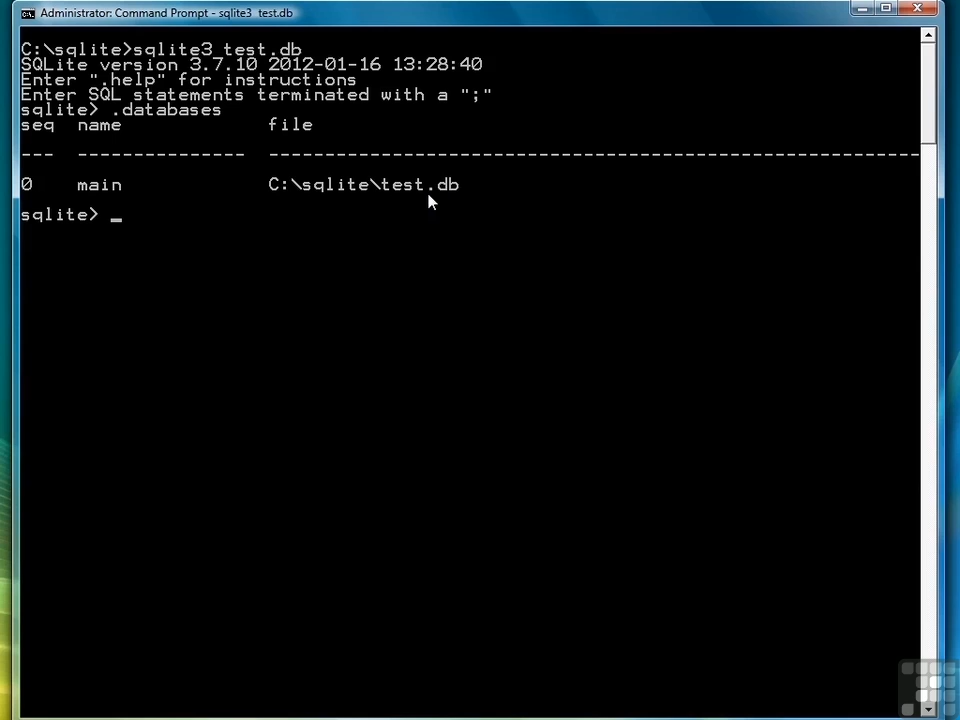 Administrator: Command Prompt - sqlite3 test.db
C:\sqlite>sqlite3 test.db
SQLite version 3.7.10 2012-01-16 13:28:40
Enter ".help" for instructions
Enter SQL statements terminated with a ";"
sqlite> .databases
seq  name             file
---  ---------------  ----------------------------------------------------------
0    main             C:\sqlite\test.db
sqlite> _